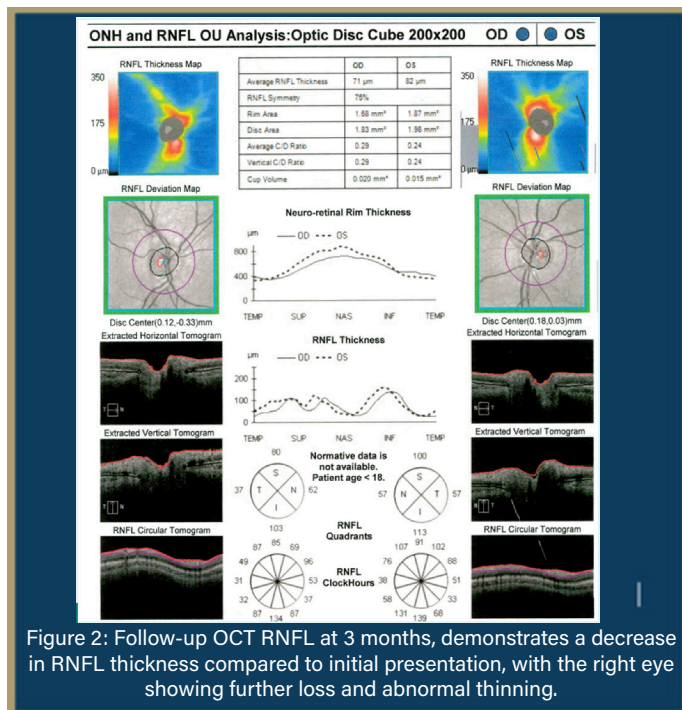 ONH and RNFL OU Analysis:Optic Disc Cube 200x200 OD OS
RNFL Thickness Map
350
175
0 µm
OD OS
Average RNFL Thickness 71 µm 82 µm
RNFL Symmetry 76%
Rim Area 1.68 mm² 1.87 mm²
Disc Area 1.83 mm² 1.98 mm²
Average C/D Ratio 0.29 0.24
Vertical C/D Ratio 0.29 0.24
Cup Volume 0.020 mm³ 0.015 mm³
RNFL Thickness Map
350
175
0 µm
RNFL Deviation Map
Disc Center(0.12,-0.33)mm
Extracted Horizontal Tomogram
T N
Extracted Vertical Tomogram
T N
RNFL Circular Tomogram
Neuro-retinal Rim Thickness
µm OD OS
800
400
0
TEMP SUP NAS INF TEMP
RNFL Thickness
µm OD OS
200
100
0
TEMP SUP NAS INF TEMP
Normative data is
not available.
Patient age < 18.
80
S
37 T N 62
I
103
100
S
57 N T 57
I
113
RNFL
Quadrants
87 85 69
49 96
31 53
32 37
87 134 87
RNFL
ClockHours
107 91 102
76 68
38 51
58 33
131 139 68
RNFL Deviation Map
Disc Center(0.18,0.03)mm
Extracted Horizontal Tomogram
T N
Extracted Vertical Tomogram
N T
RNFL Circular Tomogram
Figure 2: Follow-up OCT RNFL at 3 months, demonstrates a decrease
in RNFL thickness compared to initial presentation, with the right eye
showing further loss and abnormal thinning.